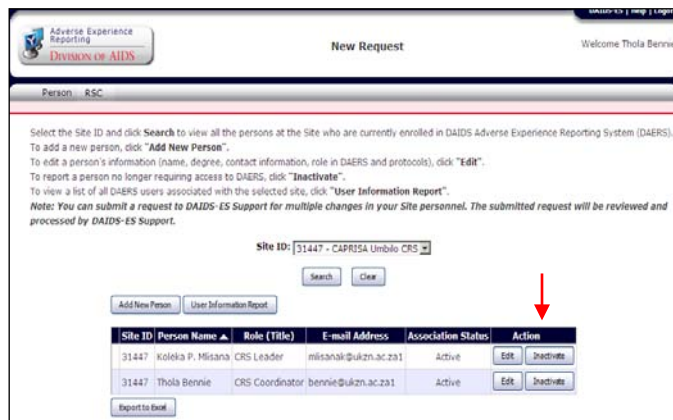 DAIDS-ES | Help | Logout
Adverse Experience
Reporting
DIVISION OF AIDS
New Request
Welcome Thola Bennie
Person RSC
Select the Site ID and click Search to view all the persons at the Site who are currently enrolled in DAIDS Adverse Experience Reporting System (DAERS).
To add a new person, click "Add New Person".
To edit a person's information (name, degree, contact information, role in DAERS and protocols), click "Edit".
To report a person no longer requiring access to DAERS, click "Inactivate".
To view a list of all DAERS users associated with the selected site, click "User Information Report".
Note: You can submit a request to DAIDS-ES Support for multiple changes in your Site personnel. The submitted request will be reviewed and
processed by DAIDS-ES Support.
Site ID: 31447 - CAPRISA Umbilo CRS
Search Clear
Add New Person User Information Report
Site ID Person Name Role (Title) E-mail Address Association Status Action
31447 Koleka P. Mlisana CRS Leader mlisanak@ukzn.ac.za1 Active Edit Inactivate
31447 Thola Bennie CRS Coordinator bennie@ukzn.ac.za1 Active Edit Inactivate
Export to Excel